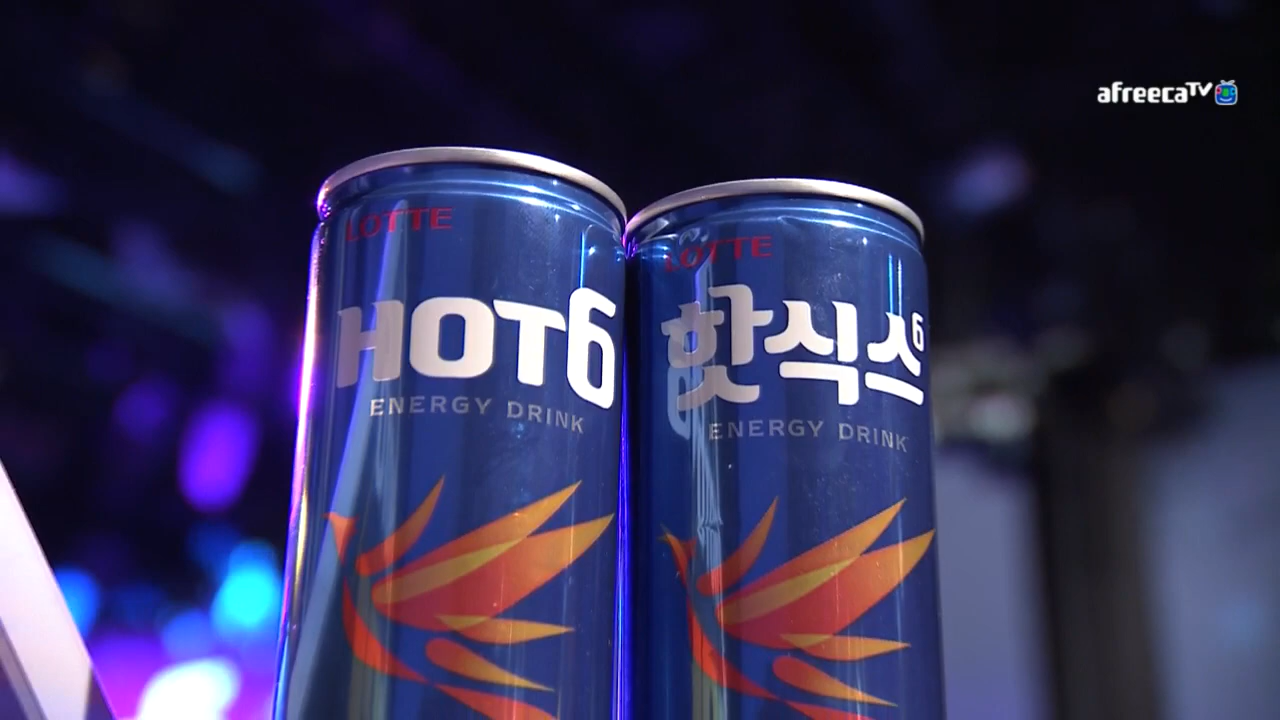 afreecaTV
LOTTE
HOT6
ENERGY DRINK
LOTTE
핫식스6
ENERGY DRINK